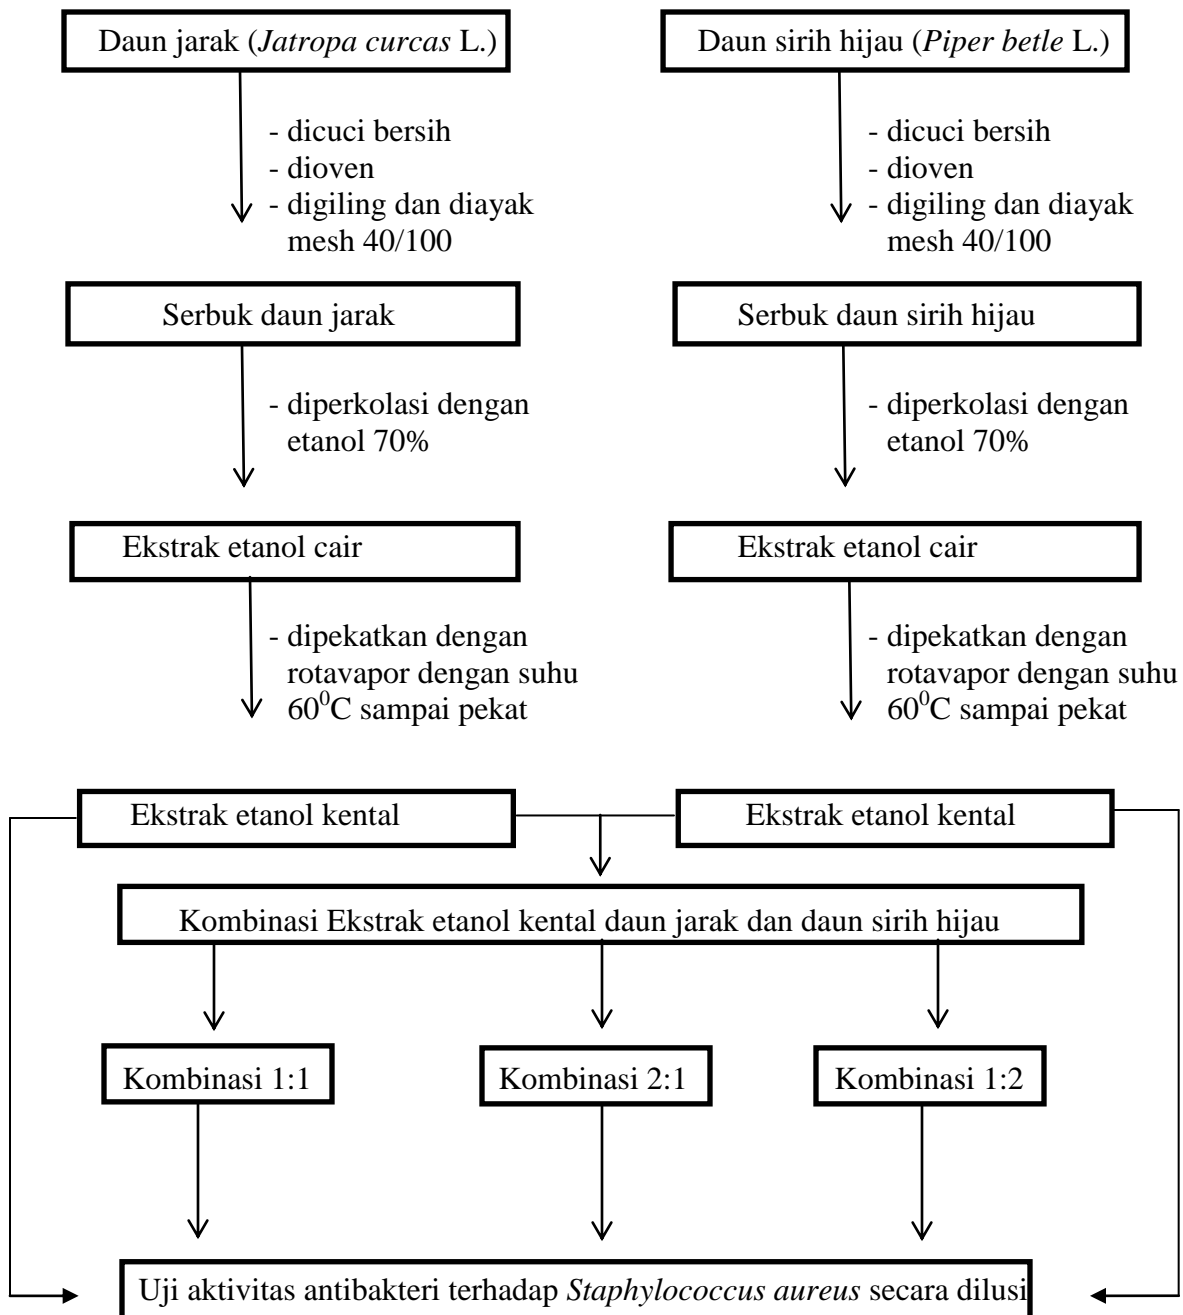 Daun jarak (Jatropa curcas L.)
Daun sirih hijau (Piper betle L.)
- dicuci bersih
- dioven
- digiling dan diayak
mesh 40/100
- dicuci bersih
- dioven
- digiling dan diayak
mesh 40/100
Serbuk daun jarak
Serbuk daun sirih hijau
- diperkolasi dengan
etanol 70%
- diperkolasi dengan
etanol 70%
Ekstrak etanol cair
Ekstrak etanol cair
- dipekatkan dengan
rotavapor dengan suhu
60⁰C sampai pekat
- dipekatkan dengan
rotavapor dengan suhu
60⁰C sampai pekat
Ekstrak etanol kental
Ekstrak etanol kental
Kombinasi Ekstrak etanol kental daun jarak dan daun sirih hijau
Kombinasi 1:1
Kombinasi 2:1
Kombinasi 1:2
Uji aktivitas antibakteri terhadap Staphylococcus aureus secara dilusi